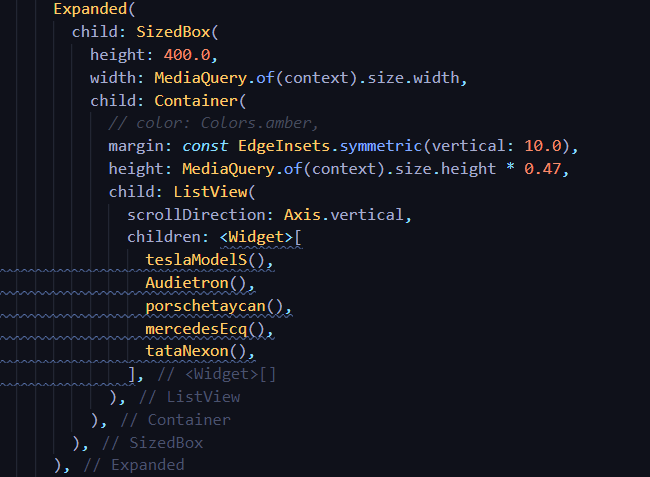 Expanded(
child: SizedBox(
height: 400.0,
width: MediaQuery.of(context).size.width,
child: Container(
// color: Colors.amber,
margin: const EdgeInsets.symmetric(vertical: 10.0),
height: MediaQuery.of(context).size.height * 0.47,
child: ListView(
scrollDirection: Axis.vertical,
children: <Widget>[
teslaModelS(),
Audietron(),
porschetaycan(),
mercedesEcq(),
tataNexon(),
], // <Widget>[]
), // ListView
), // Container
), // SizedBox
), // Expanded